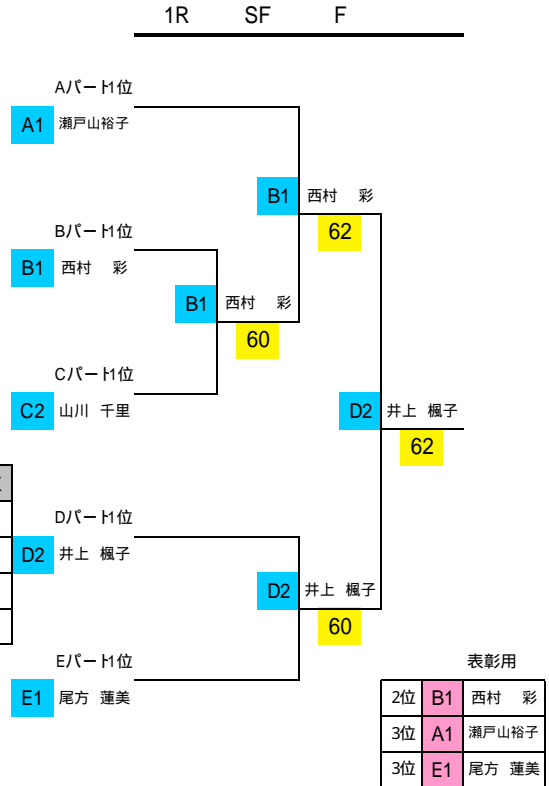 1R SF F
Aパート1位
A1 瀬戸山裕子
B1 西村 彩
62
Bパート1位
B1 西村 彩
B1 西村 彩
60
Cパート1位
C2 山川 千里
D2 井上 楓子
62
Dパート1位
D2 井上 楓子
D2 井上 楓子
60
Eパート1位
E1 尾方 蓮美
表彰用
2位 B1 西村 彩
3位 A1 瀬戸山裕子
3位 E1 尾方 蓮美